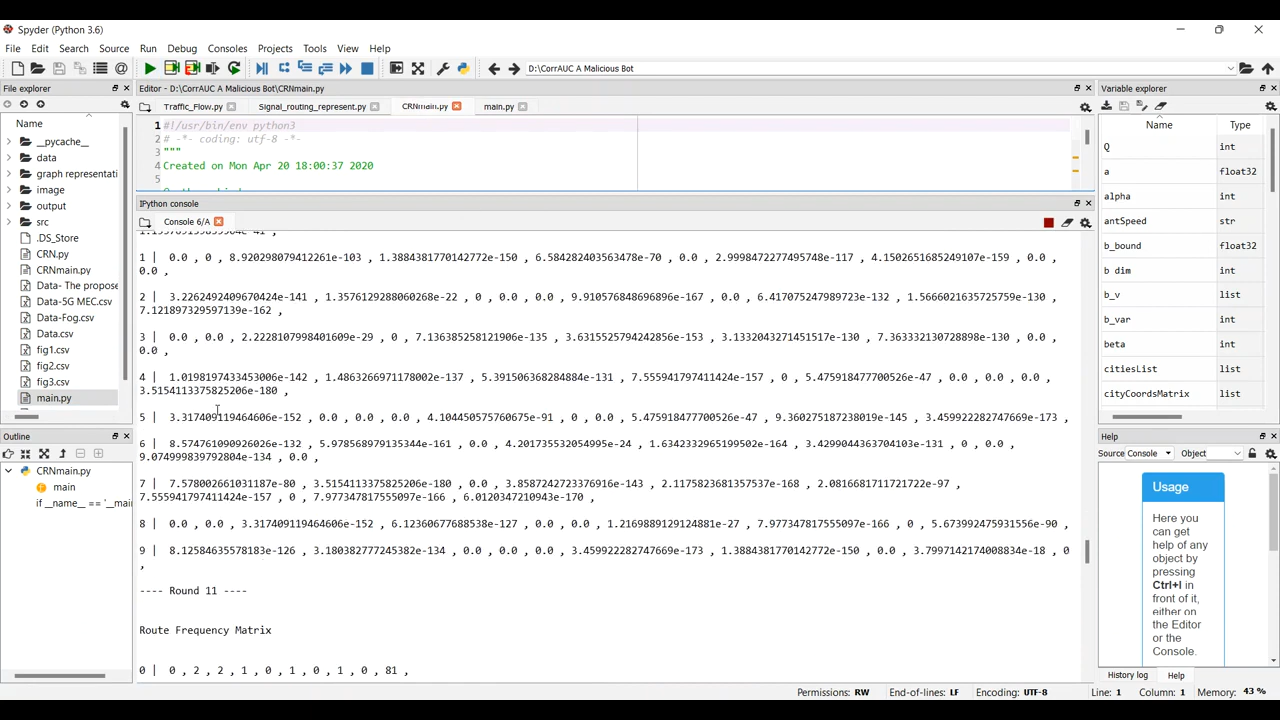 Spyder (Python 3.6)
File Edit Search Source Run Debug Consoles Projects Tools View Help
D:\CorrAUC A Malicious Bot
File explorer
Name
__pycache__
data
graph representati
image
output
src
.DS_Store
CRN.py
CRNmain.py
Data- The propose
Data-5G MEC.csv
Data-Fog.csv
Data.csv
fig1.csv
fig2.csv
fig3.csv
main.py
Outline
CRNmain.py
main
if __name__ == '__mai
Editor - D:\CorrAUC A Malicious Bot\CRNmain.py
Traffic_Flow.py Signal_routing_represent.py CRNmain.py main.py
1 #!/usr/bin/env python3
2 # -*- coding: utf-8 -*-
3 """
4 Created on Mon Apr 20 18:00:37 2020
5
IPython console
Console 6/A
1 | 0.0 , 0 , 8.920298079412261e-103 , 1.3884381770142772e-150 , 6.584282403563478e-70 , 0.0 , 2.9998472277495748e-117 , 4.1502651685249107e-159 , 0.0 ,
0.0 ,
2 | 3.2262492409670424e-141 , 1.3576129288060268e-22 , 0 , 0.0 , 0.0 , 9.910576848696896e-167 , 0.0 , 6.417075247989723e-132 , 1.5666021635725759e-130 ,
7.121897329597139e-162 ,
3 | 0.0 , 0.0 , 2.2228107998401609e-29 , 0 , 7.136385258121906e-135 , 3.6315525794242856e-153 , 3.1332043271451517e-130 , 7.363332130728898e-130 , 0.0 ,
0.0 ,
4 | 1.0198197433453006e-142 , 1.4863266971178002e-137 , 5.391506368284884e-131 , 7.555941797411424e-157 , 0 , 5.475918477700526e-47 , 0.0 , 0.0 , 0.0 ,
3.5154113375825206e-180 ,
5 | 3.317409119464606e-152 , 0.0 , 0.0 , 0.0 , 4.104450575760675e-91 , 0 , 0.0 , 5.475918477700526e-47 , 9.360275187238019e-145 , 3.459922282747669e-173 ,
6 | 8.574761090926026e-132 , 5.978568979135344e-161 , 0.0 , 4.201735532054995e-24 , 1.6342332965199502e-164 , 3.4299044363704103e-131 , 0 , 0.0 ,
9.074999839792804e-134 , 0.0 ,
7 | 7.578002661031187e-80 , 3.5154113375825206e-180 , 0.0 , 3.8587242723376916e-143 , 2.1175823681357537e-168 , 2.0816681711721722e-97 ,
7.555941797411424e-157 , 0 , 7.977347817555097e-166 , 6.0120347210943e-170 ,
8 | 0.0 , 0.0 , 3.317409119464606e-152 , 6.12360677688538e-127 , 0.0 , 0.0 , 1.2169889129124881e-27 , 7.977347817555097e-166 , 0 , 5.673992475931556e-90 ,
9 | 8.12584635578183e-126 , 3.180382777245382e-134 , 0.0 , 0.0 , 0.0 , 3.459922282747669e-173 , 1.3884381770142772e-150 , 0.0 , 3.7997142174008834e-18 , 0
,
---- Round 11 ----
Route Frequency Matrix
0 | 0 , 2 , 2 , 1 , 0 , 1 , 0 , 1 , 0 , 81 ,
Variable explorer
Name Type
Q int
a float32
alpha int
antSpeed str
b_bound float32
b dim int
b_v list
b_var int
beta int
citiesList list
cityCoordsMatrix list
Help
Source Console Object
Usage
Here you
can get
help of any
object by
pressing
Ctrl+I in
front of it,
either on
the Editor
or the
Console.
History log Help
Permissions: RW End-of-lines: LF Encoding: UTF-8 Line: 1 Column: 1 Memory: 43 %